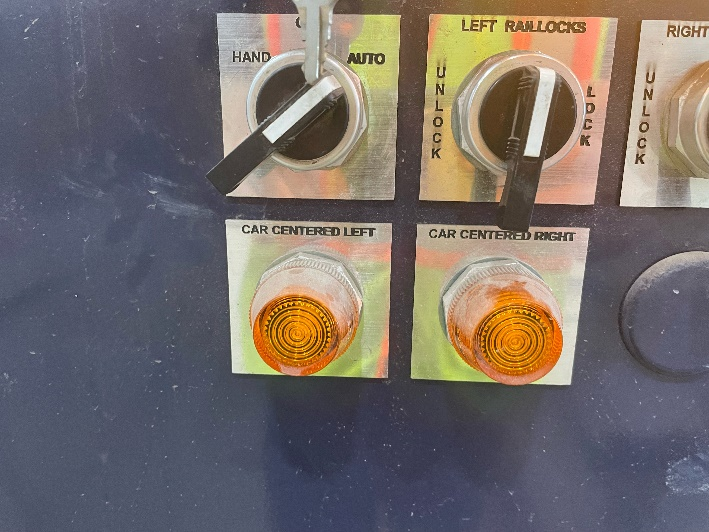 HAND AUTO
LEFT RAILLOCKS
UNLOCK
LOCK
RIGHT
UNLOCK
CAR CENTERED LEFT
CAR CENTERED RIGHT